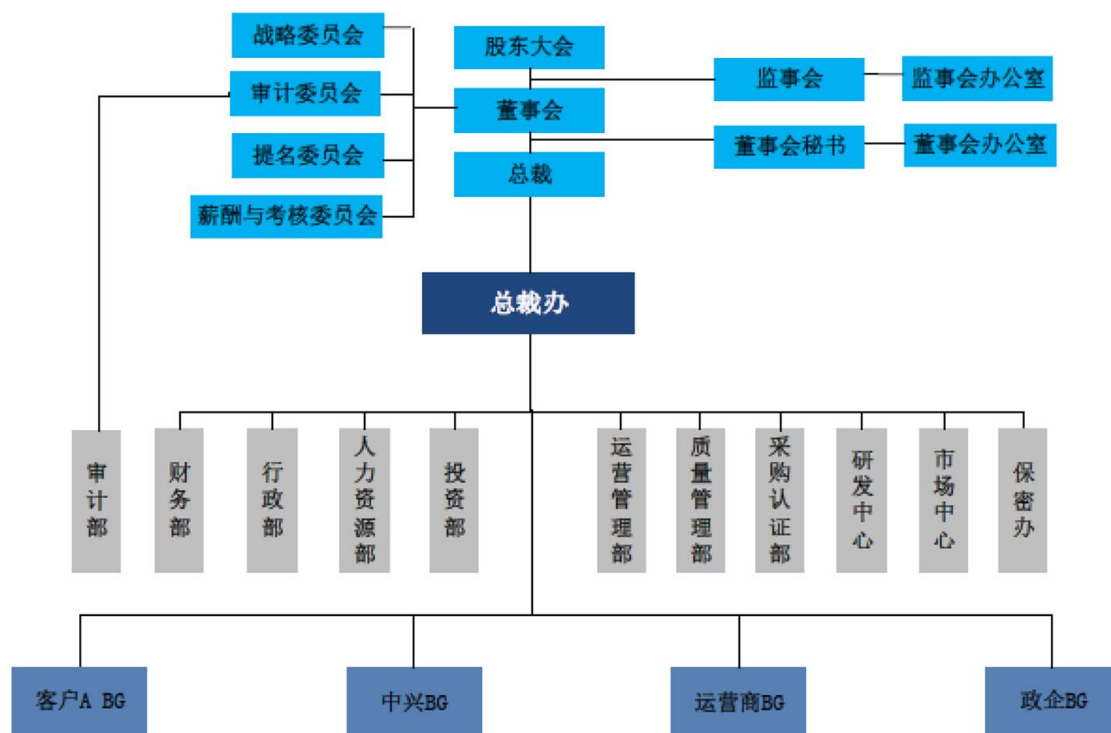 战略委员会
股东大会
审计委员会
监事会
监事会办公室
董事会
提名委员会
董事会秘书
董事会办公室
总裁
薪酬与考核委员会
总裁办
审计部
财务部
行政部
人力资源部
投资部
运营管理部
质量管理部
采购认证部
研发中心
市场中心
保密办
客户A BG
中兴BG
运营商BG
政企BG